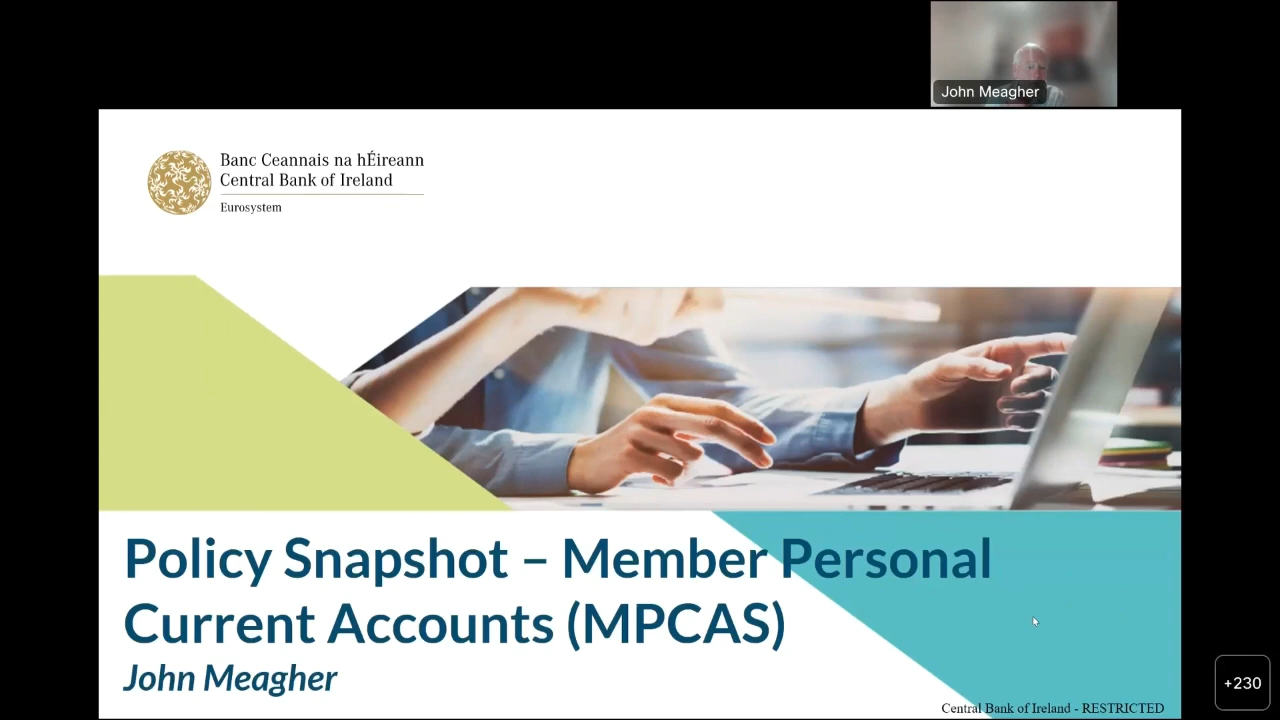 John Meagher
Banc Ceannais na hÉireann
Central Bank of Ireland
Eurosystem
Policy Snapshot – Member Personal
Current Accounts (MPCAS)
John Meagher
Central Bank of Ireland - RESTRICTED
+230